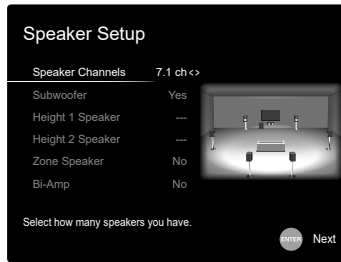 Speaker Setup
Speaker Channels 7.1 ch<>
Subwoofer Yes
Height 1 Speaker ---
Height 2 Speaker ---
Zone Speaker No
Bi-Amp No
Select how many speakers you have.
ENTER Next